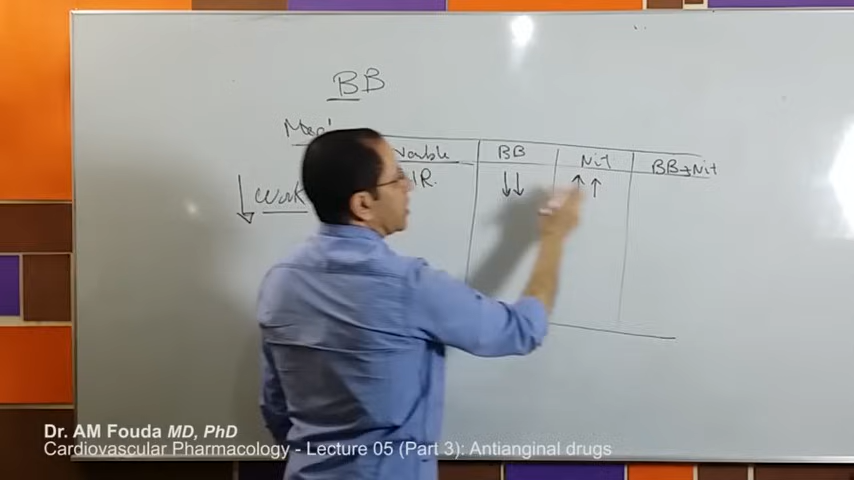 BB
BB
Nit
BB+Nit
↓ Work
HR.
↓↓
↑↑
Dr. AM Fouda MD, PhD
Cardiovascular Pharmacology - Lecture 05 (Part 3): Antianginal drugs